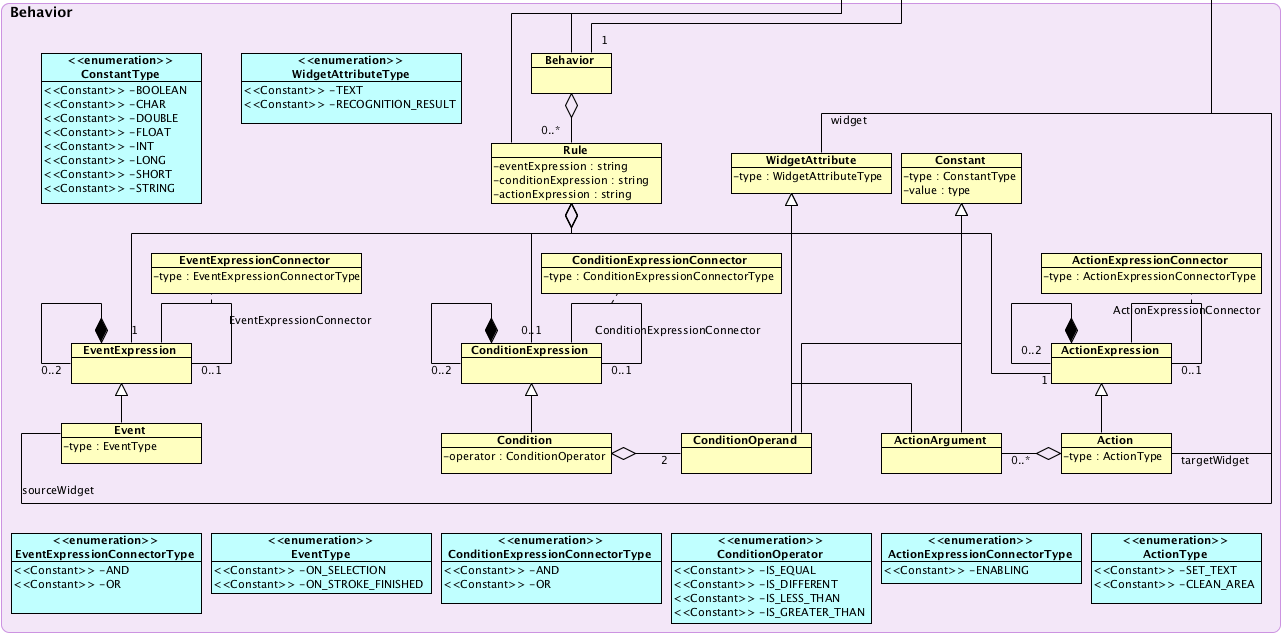 Behavior
<<enumeration>>
ConstantType
<<Constant>> -BOOLEAN
<<Constant>> -CHAR
<<Constant>> -DOUBLE
<<Constant>> -FLOAT
<<Constant>> -INT
<<Constant>> -LONG
<<Constant>> -SHORT
<<Constant>> -STRING
<<enumeration>>
WidgetAttributeType
<<Constant>> -TEXT
<<Constant>> -RECOGNITION_RESULT
1
Behavior
0..*
Rule
-eventExpression : string
-conditionExpression : string
-actionExpression : string
widget
WidgetAttribute
-type : WidgetAttributeType
Constant
-type : ConstantType
-value : type
EventExpressionConnector
-type : EventExpressionConnectorType
EventExpressionConnector
1
EventExpression
0..2
0..1
Event
-type : EventType
sourceWidget
ConditionExpressionConnector
-type : ConditionExpressionConnectorType
ConditionExpressionConnector
0..1
ConditionExpression
0..2
0..1
Condition
-operator : ConditionOperator
2
ConditionOperand
ActionExpressionConnector
-type : ActionExpressionConnectorType
ActionExpressionConnector
0..2
ActionExpression
0..1
1
ActionArgument
0..*
Action
-type : ActionType
targetWidget
<<enumeration>>
EventExpressionConnectorType
<<Constant>> -AND
<<Constant>> -OR
<<enumeration>>
EventType
<<Constant>> -ON_SELECTION
<<Constant>> -ON_STROKE_FINISHED
<<enumeration>>
ConditionExpressionConnectorType
<<Constant>> -AND
<<Constant>> -OR
<<enumeration>>
ConditionOperator
<<Constant>> -IS_EQUAL
<<Constant>> -IS_DIFFERENT
<<Constant>> -IS_LESS_THAN
<<Constant>> -IS_GREATER_THAN
<<enumeration>>
ActionExpressionConnectorType
<<Constant>> -ENABLING
<<enumeration>>
ActionType
<<Constant>> -SET_TEXT
<<Constant>> -CLEAN_AREA